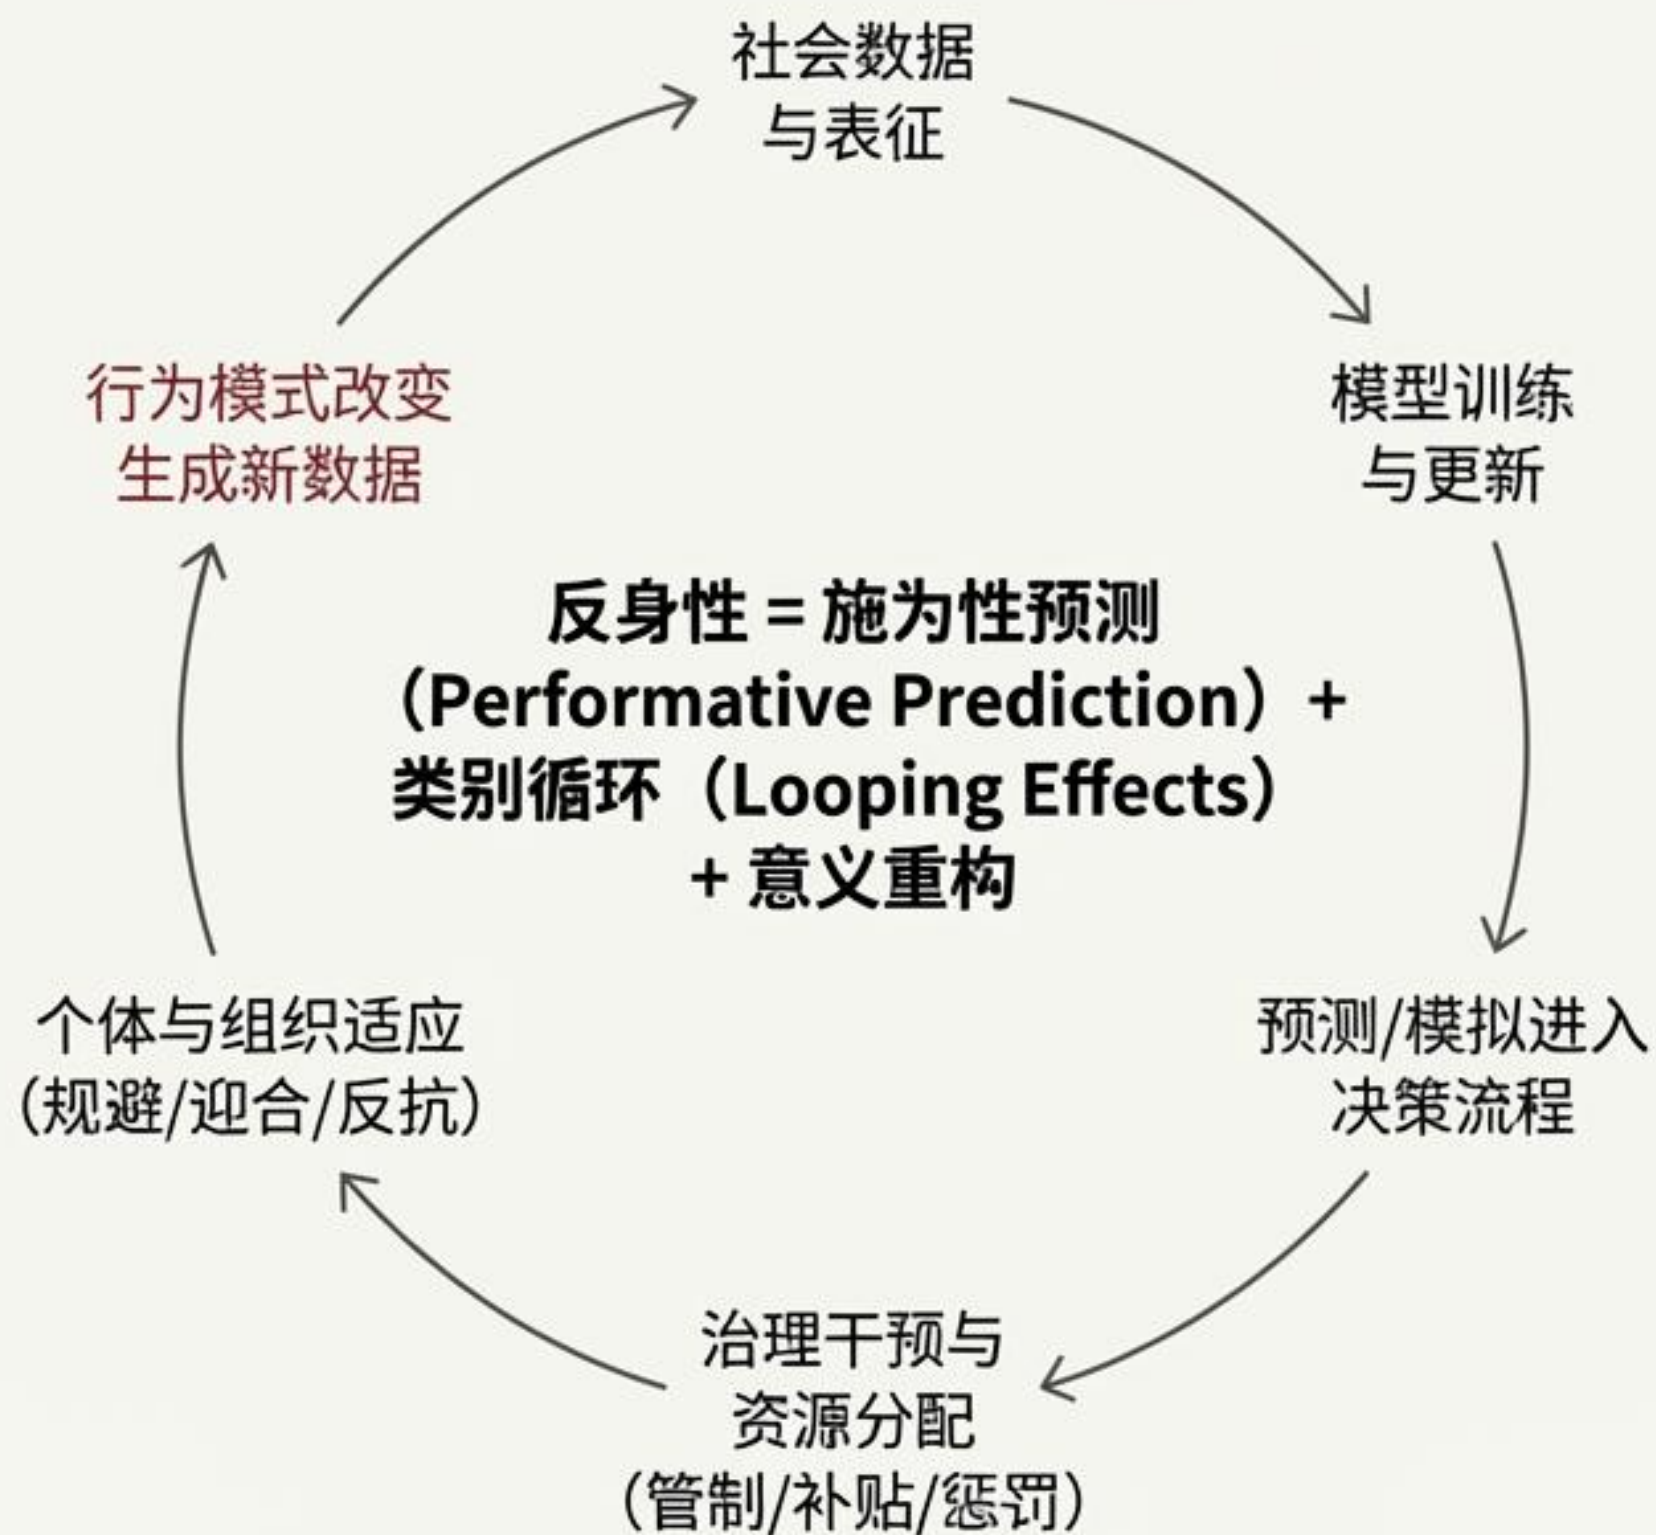 社会数据
与表征
模型训练
与更新
预测/模拟进入
决策流程
治理干预与
资源分配
（管制/补贴/惩罚）
个体与组织适应
（规避/迎合/反抗）
行为模式改变
生成新数据
反身性 = 施为性预测
（Performative Prediction）+
类别循环（Looping Effects）
+ 意义重构